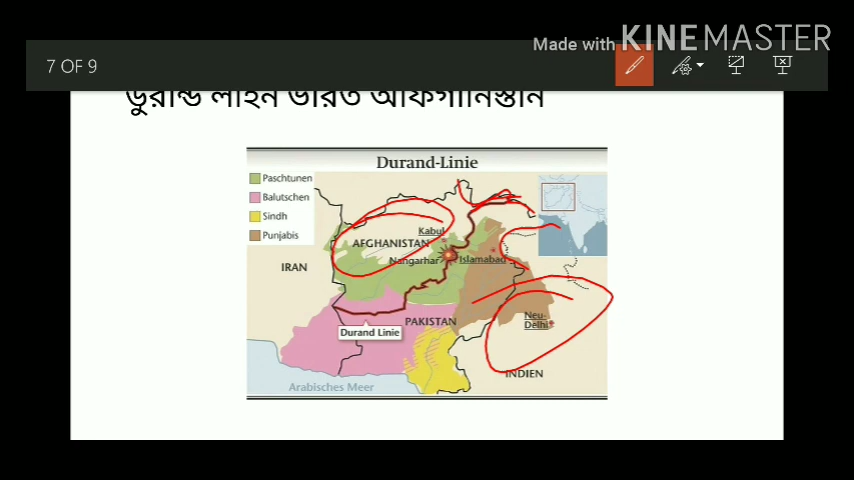 Made with KINEMASTER
7 OF 9
ডুরান্ড লাইন ভারত আফগানিস্তান
Durand-Linie
Paschtunen
Balutschen
Sindh
Punjabis
Kabul
AFGHANISTAN
Nangarhar
Islamabad
IRAN
PAKISTAN
Neu-
Delhi
Durand Linie
INDIEN
Arabisches Meer